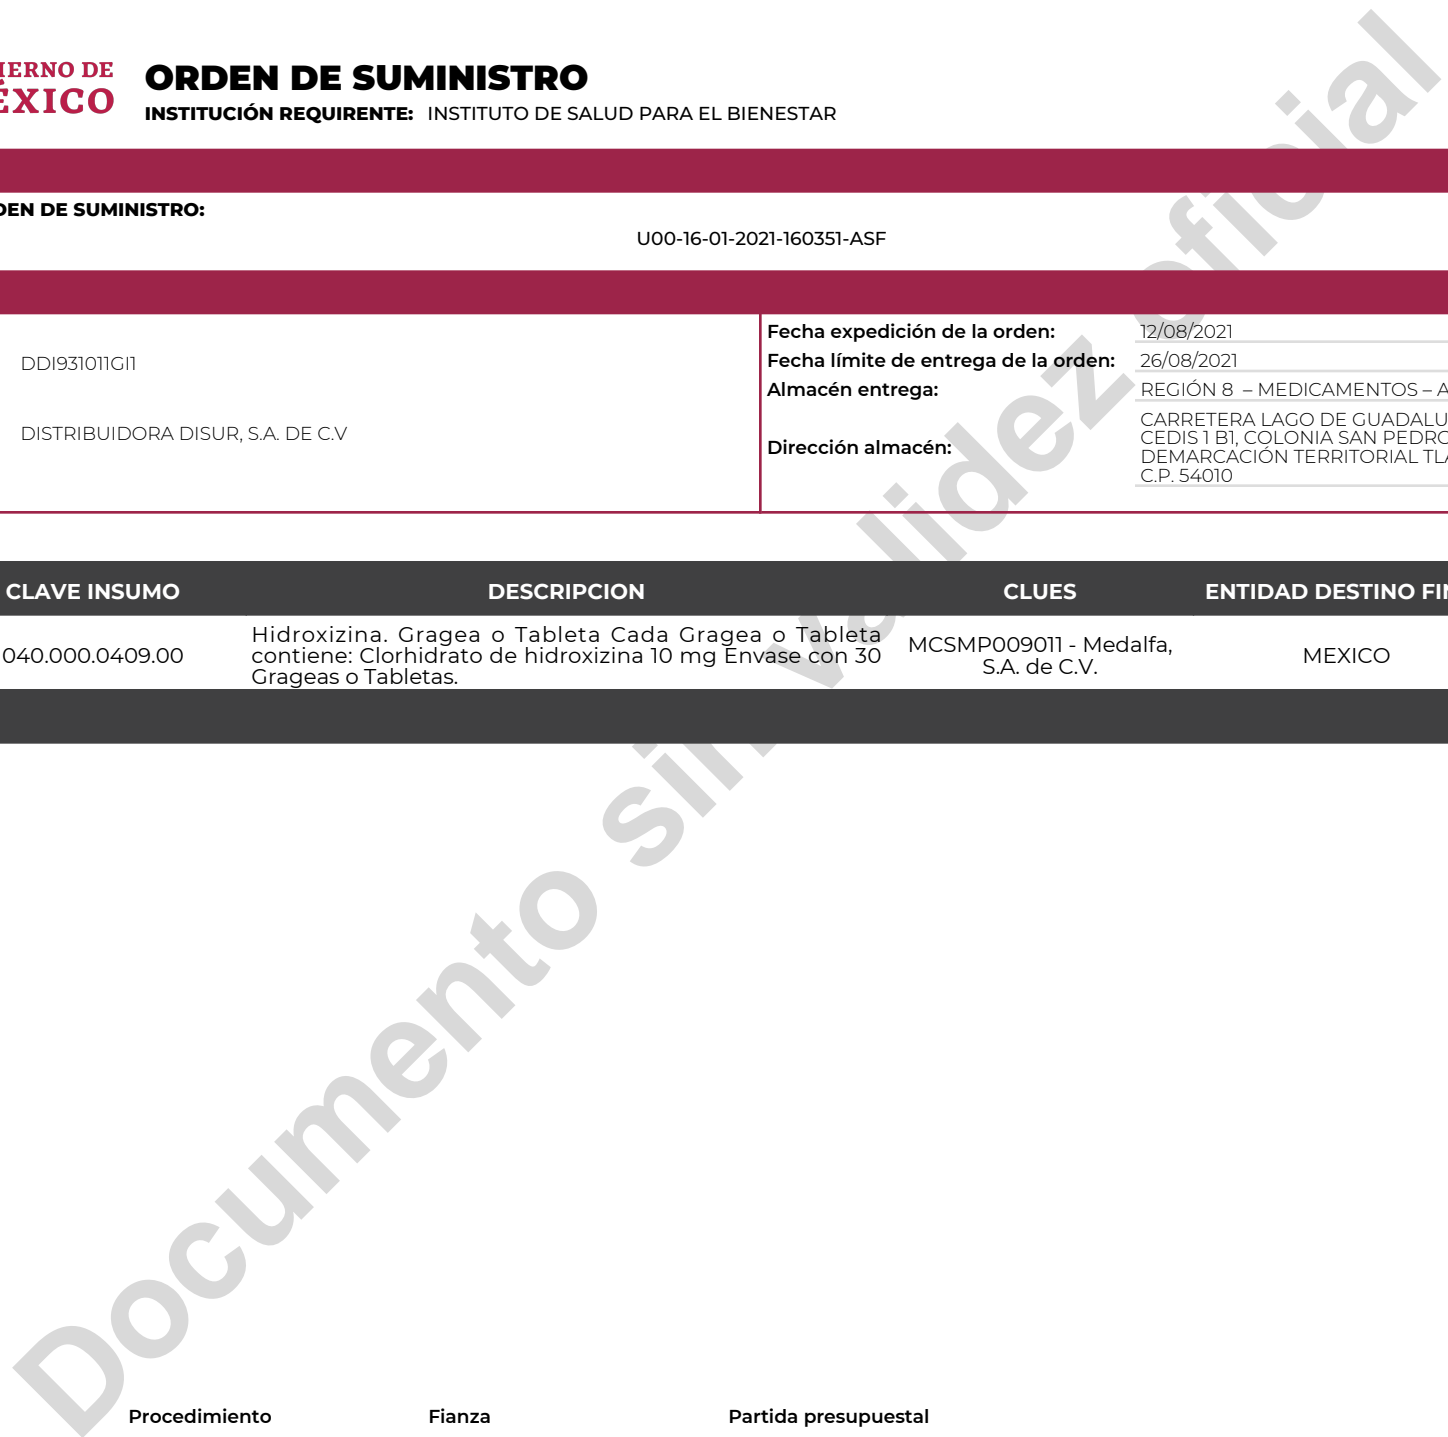 IERNO DE
ÉXICO
ORDEN DE SUMINISTRO
INSTITUCIÓN REQUIRENTE: INSTITUTO DE SALUD PARA EL BIENESTAR
DEN DE SUMINISTRO:
U00-16-01-2021-160351-ASF
DDI931011GI1
DISTRIBUIDORA DISUR, S.A. DE C.V
Fecha expedición de la orden: 12/08/2021
Fecha límite de entrega de la orden: 26/08/2021
Almacén entrega: REGIÓN 8 – MEDICAMENTOS – A
Dirección almacén:
CARRETERA LAGO DE GUADALU
CEDIS 1 B1, COLONIA SAN PEDRO
DEMARCACIÓN TERRITORIAL TLA
C.P. 54010
CLAVE INSUMO DESCRIPCION CLUES ENTIDAD DESTINO FIN
040.000.0409.00
Hidroxizina. Gragea o Tableta Cada Gragea o Tableta
contiene: Clorhidrato de hidroxizina 10 mg Envase con 30
Grageas o Tabletas.
MCSMP009011 - Medalfa,
S.A. de C.V.
MEXICO
Documento sin validez oficial
Procedimiento Fianza Partida presupuestal